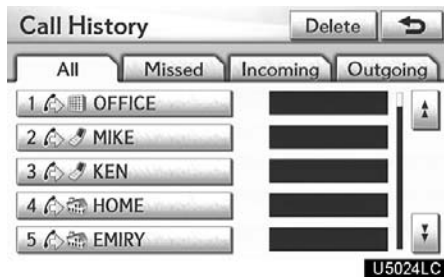 Call History Delete
All Missed Incoming Outgoing
1 OFFICE
2 MIKE
3 KEN
4 HOME
5 EMIRY
U5024LC